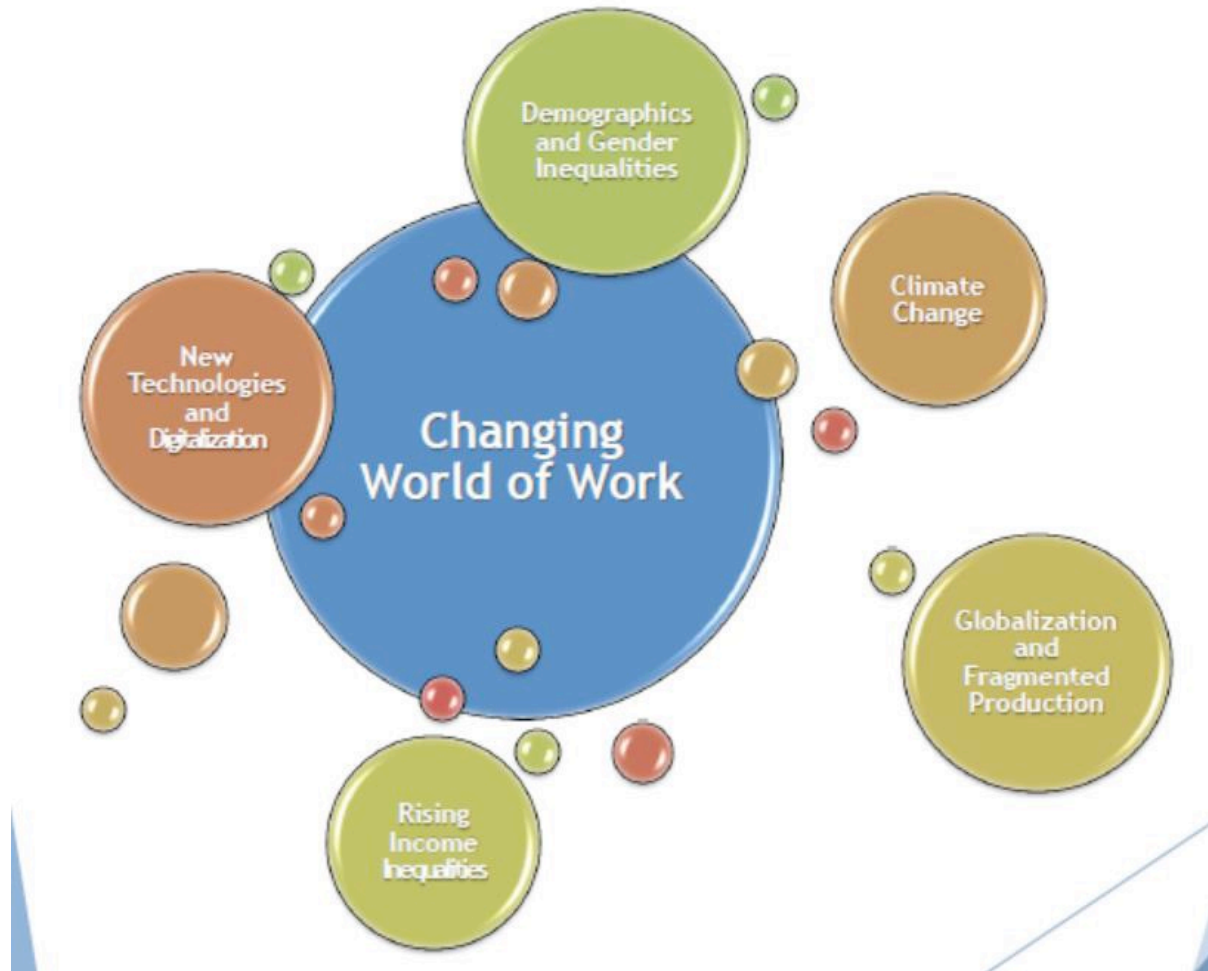 Demographics
and Gender
Inequalities
Climate
Change
New
Technologies
and
Digitalization
Changing
World of Work
Globalization
and
Fragmented
Production
Rising
Income
Inequalities